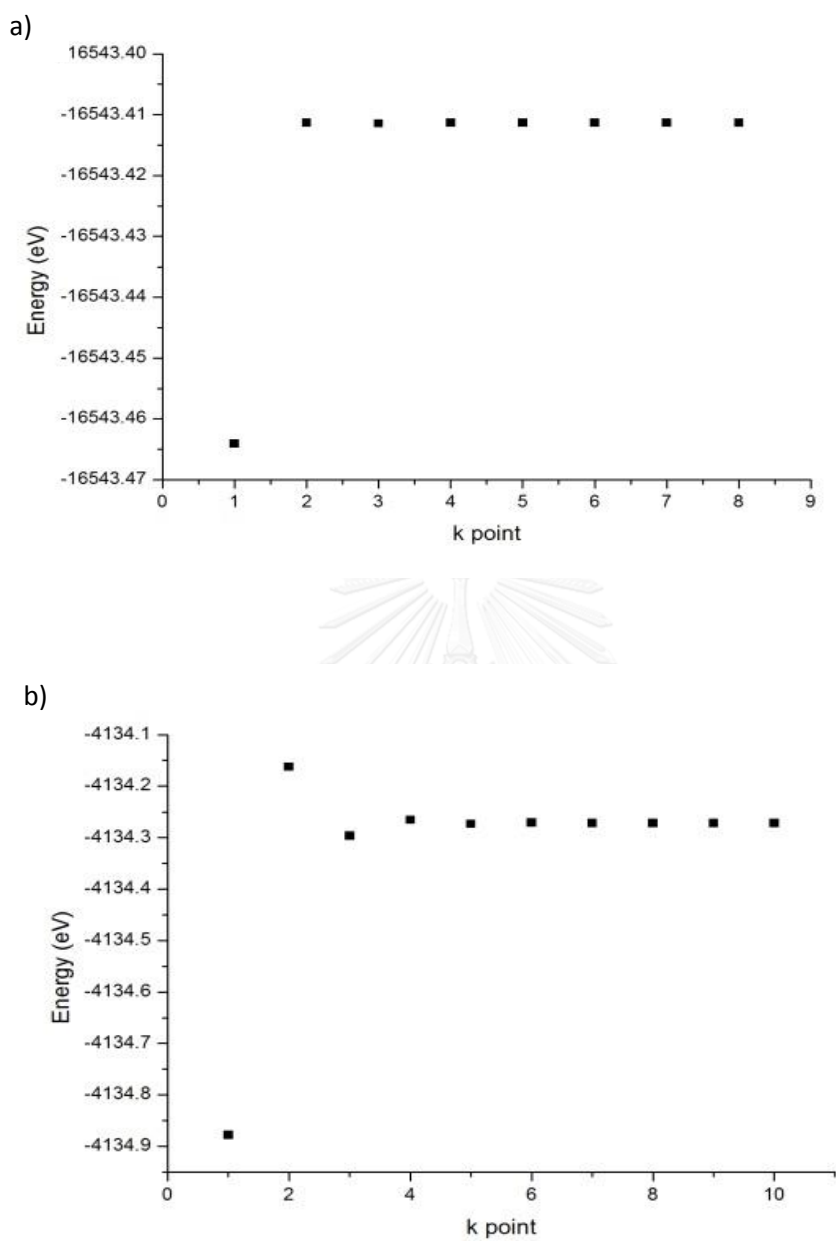 a)
16543.40
-16543.41
-16543.42
-16543.43
-16543.44
-16543.45
-16543.46
-16543.47
Energy (eV)
0 1 2 3 4 5 6 7 8 9
k point
b)
-4134.1
-4134.2
-4134.3
-4134.4
-4134.5
-4134.6
-4134.7
-4134.8
-4134.9
Energy (eV)
0 2 4 6 8 10
k point